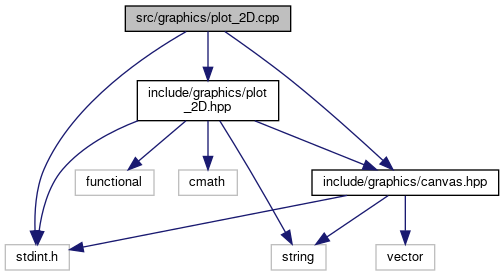 src/graphics/plot_2D.cpp
include/graphics/plot
_2D.hpp
functional
cmath
include/graphics/canvas.hpp
stdint.h
string
vector